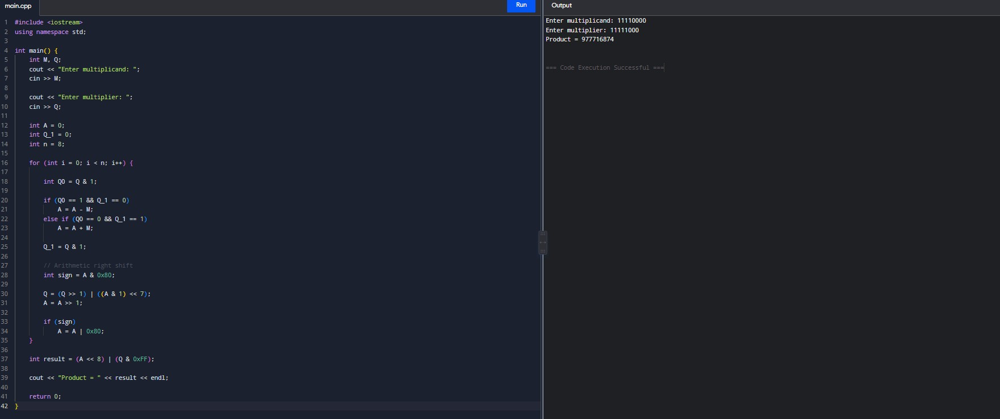 main.cpp
Run
Output
1 #include <iostream>
2 using namespace std;
3
4 int main() {
5 int M, Q;
6 cout << "Enter multiplicand: ";
7 cin >> M;
8
9 cout << "Enter multiplier: ";
10 cin >> Q;
11
12 int A = 0;
13 int Q_1 = 0;
14 int n = 8;
15
16 for (int i = 0; i < n; i++) {
17
18 int Q0 = Q & 1;
19
20 if (Q0 == 1 && Q_1 == 0)
21 A = A - M;
22 else if (Q0 == 0 && Q_1 == 1)
23 A = A + M;
24
25 Q_1 = Q & 1;
26
27 // Arithmetic right shift
28 int sign = A & 0x80;
29
30 Q = (Q >> 1) | ((A & 1) << 7);
31 A = A >> 1;
32
33 if (sign)
34 A = A | 0x80;
35 }
36
37 int result = (A << 8) | (Q & 0xFF);
38
39 cout << "Product = " << result << endl;
40
41 return 0;
42 }
Enter multiplicand: 11110000
Enter multiplier: 11111000
Product = 977716874
=== Code Execution Successful ===